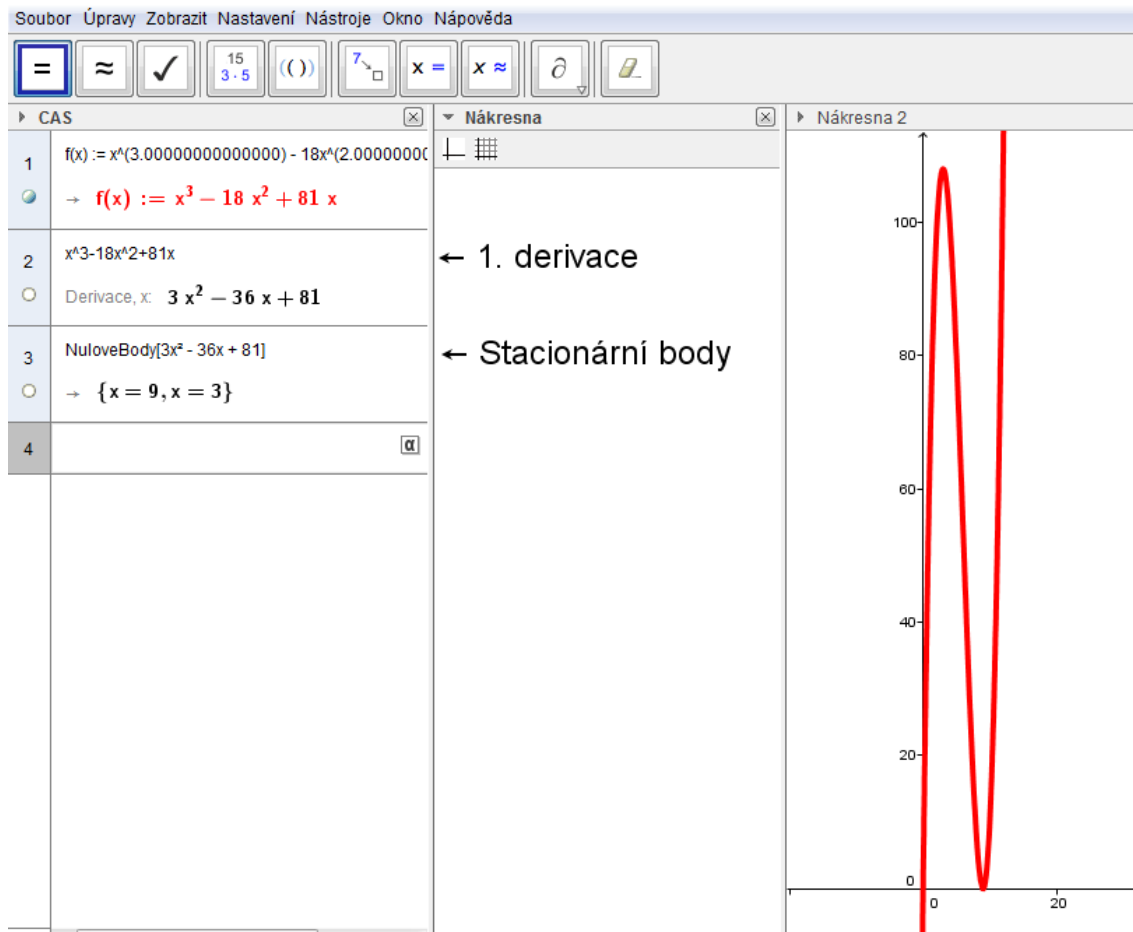 Soubor Úpravy Zobrazit Nastavení Nástroje Okno Nápověda
= ≈ ✓ 15 3·5 (()) 7 x = x ≈ ∂
CAS
1
f(x) := x^(3.00000000000000) - 18x^(2.00000000
→ f(x) := x³ − 18 x² + 81 x
2
x^3-18x^2+81x
Derivace, x: 3 x² − 36 x + 81
3
NuloveBody[3x² - 36x + 81]
→ {x = 9, x = 3}
4
α
Nákresna
← 1. derivace
← Stacionární body
Nákresna 2
100
80
60
40
20
0
0 20